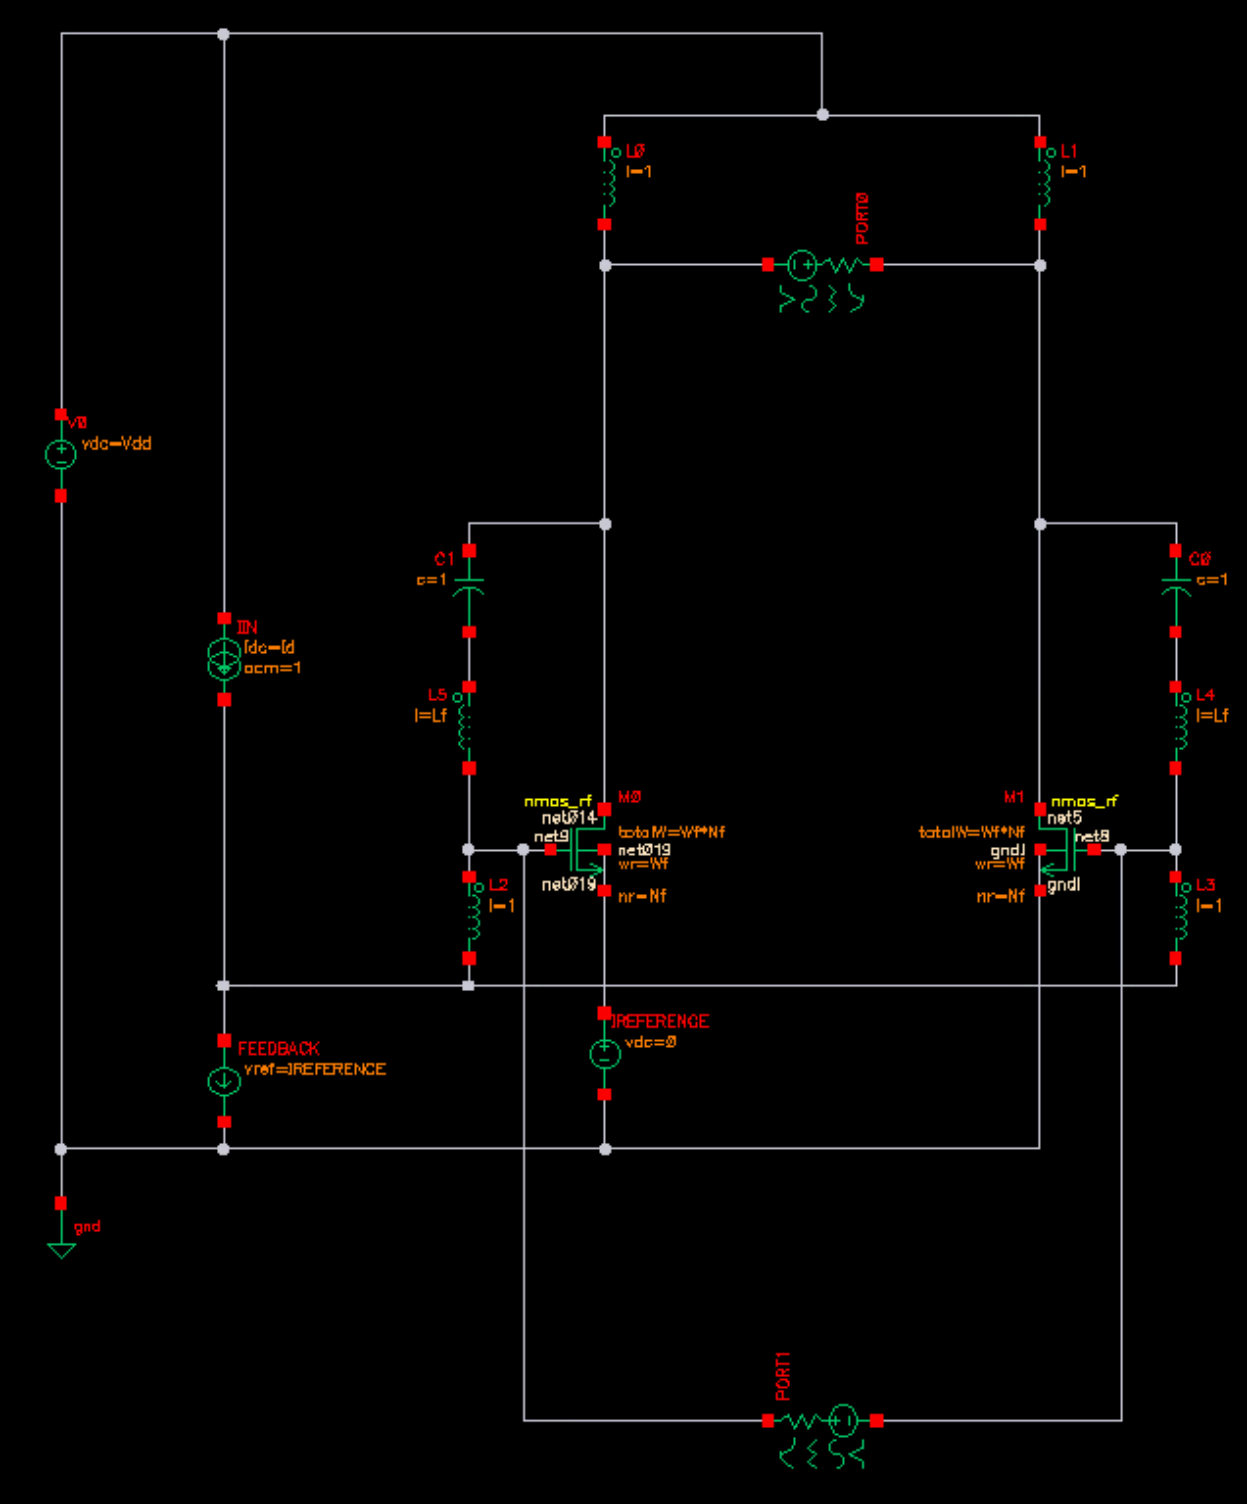 L0
l=1
L1
l=1
PORT0
V0
vdc=Vdd
C1
c=1
C0
c=1
IIN
Idc=Id
acm=1
L5
l=Lf
L4
l=Lf
nmos_rf
M0
net014
net9
totalW=Wf*Nf
net019
wr=Wf
net019
nr=Nf
M1
nmos_rf
net5
totalW=Wf*Nf
net8
gnd!
wr=Wf
gnd!
nr=Nf
L2
l=1
L3
l=1
IREFERENCE
vdc=0
FEEDBACK
vref=IREFERENCE
gnd
PORT1